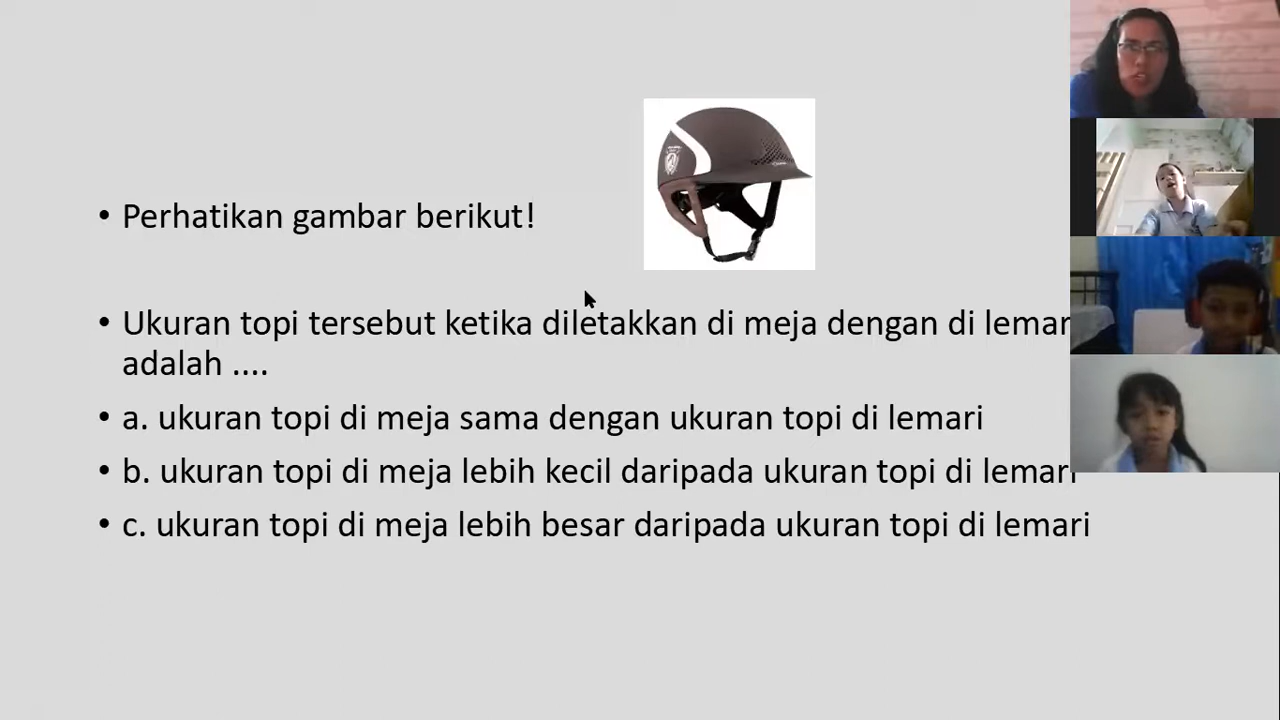 • Perhatikan gambar berikut!
• Ukuran topi tersebut ketika diletakkan di meja dengan di lemar
adalah ....
• a. ukuran topi di meja sama dengan ukuran topi di lemari
• b. ukuran topi di meja lebih kecil daripada ukuran topi di lemari
• c. ukuran topi di meja lebih besar daripada ukuran topi di lemari